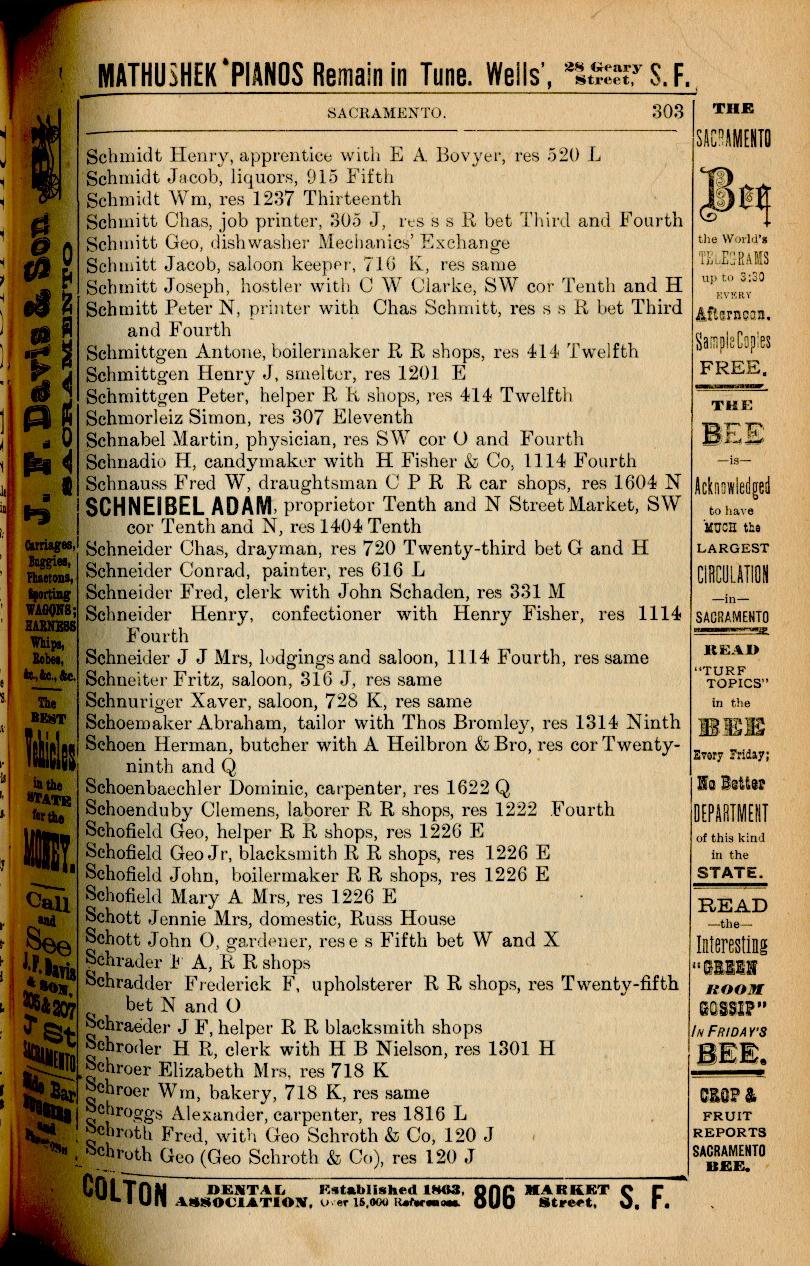 MATHUSHEK PIANOS Remain in Tune. Wells', 28 Geary Street, S. F.
SACRAMENTO. 303
Schmidt Henry, apprentice with E A Bovyer, res 520 L
Schmidt Jacob, liquors, 915 Fifth
Schmidt Wm, res 1237 Thirteenth
Schmitt Chas, job printer, 305 J, res s s R bet Third and Fourth
Schmitt Geo, dishwasher Mechanics' Exchange
Schmitt Jacob, saloon keeper, 716 K, res same
Schmitt Joseph, hostler with C W Clarke, SW cor Tenth and H
Schmitt Peter N, printer with Chas Schmitt, res s s R bet Third
and Fourth
Schmittgen Antone, boilermaker R R shops, res 414 Twelfth
Schmittgen Henry J, smelter, res 1201 E
Schmittgen Peter, helper R R shops, res 414 Twelfth
Schmorleiz Simon, res 307 Eleventh
Schnabel Martin, physician, res SW cor O and Fourth
Schnadio H, candymaker with H Fisher & Co, 1114 Fourth
Schnauss Fred W, draughtsman C P R R car shops, res 1604 N
SCHNEIBEL ADAM, proprietor Tenth and N Street Market, SW
cor Tenth and N, res 1404 Tenth
Schneider Chas, drayman, res 720 Twenty-third bet G and H
Schneider Conrad, painter, res 616 L
Schneider Fred, clerk with John Schaden, res 331 M
Schneider Henry, confectioner with Henry Fisher, res 1114
Fourth
Schneider J J Mrs, lodgings and saloon, 1114 Fourth, res same
Schneiter Fritz, saloon, 316 J, res same
Schnuriger Xaver, saloon, 728 K, res same
Schoemaker Abraham, tailor with Thos Bromley, res 1314 Ninth
Schoen Herman, butcher with A Heilbron & Bro, res cor Twenty-
ninth and Q
Schoenbaechler Dominic, carpenter, res 1622 Q
Schoenduby Clemens, laborer R R shops, res 1222 Fourth
Schofield Geo, helper R R shops, res 1226 E
Schofield Geo Jr, blacksmith R R shops, res 1226 E
Schofield John, boilermaker R R shops, res 1226 E
Schofield Mary A Mrs, res 1226 E
Schott Jennie Mrs, domestic, Russ House
Schott John O, gardener, res e s Fifth bet W and X
Schrader F A, R R shops
Schradder Frederick F, upholsterer R R shops, res Twenty-fifth
bet N and O
Schraeder J F, helper R R blacksmith shops
Schroder H R, clerk with H B Nielson, res 1301 H
Schroer Elizabeth Mrs, res 718 K
Schroer Wm, bakery, 718 K, res same
Schroggs Alexander, carpenter, res 1816 L
Schroth Fred, with Geo Schroth & Co, 120 J
Schroth Geo (Geo Schroth & Co), res 120 J
COLTON DENTAL ASSOCIATION, Established 1863, Over 15,000 References. 806 MARKET Street, S. F.
THE
SACRAMENTO
Bee
the World's
TELEGRAMS
up to 3:30
EVERY
Afternoon.
Sample Copies
FREE.
THE
BEE
—is—
Acknowledged
to have
MUCH the
LARGEST
CIRCULATION
—in—
SACRAMENTO
READ
"TURF
TOPICS"
in the
BEE
Every Friday;
No Better
DEPARTMENT
of this kind
in the
STATE.
READ
—the—
Interesting
"GREEN
ROOM
GOSSIP"
IN FRIDAY'S
BEE.
CROP &
FRUIT
REPORTS
SACRAMENTO
BEE.
J. F. Davis & Son
SACRAMENTO
Carriages,
Buggies,
Phaetons,
Sporting
WAGONS;
HARNESS
Whips,
Robes,
&c., &c., &c.
The
BEST
Vehicles
in the
STATE
for the
MONEY.
Call
and
See
J. F. Davis
& SON,
205 & 207
J St
SACRAMENTO